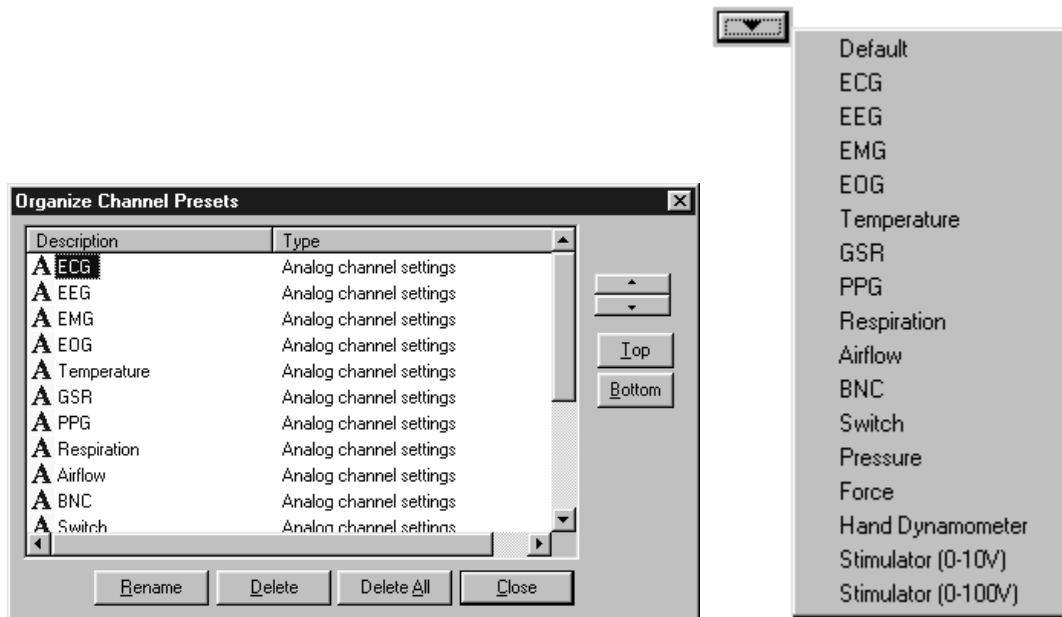 Organize Channel Presets
Description Type
A ECG Analog channel settings
A EEG Analog channel settings
A EMG Analog channel settings
A EOG Analog channel settings
A Temperature Analog channel settings
A GSR Analog channel settings
A PPG Analog channel settings
A Respiration Analog channel settings
A Airflow Analog channel settings
A BNC Analog channel settings
A Switch Analog channel settings
Top
Bottom
Rename Delete Delete All Close
Default
ECG
EEG
EMG
EOG
Temperature
GSR
PPG
Respiration
Airflow
BNC
Switch
Pressure
Force
Hand Dynamometer
Stimulator (0-10V)
Stimulator (0-100V)